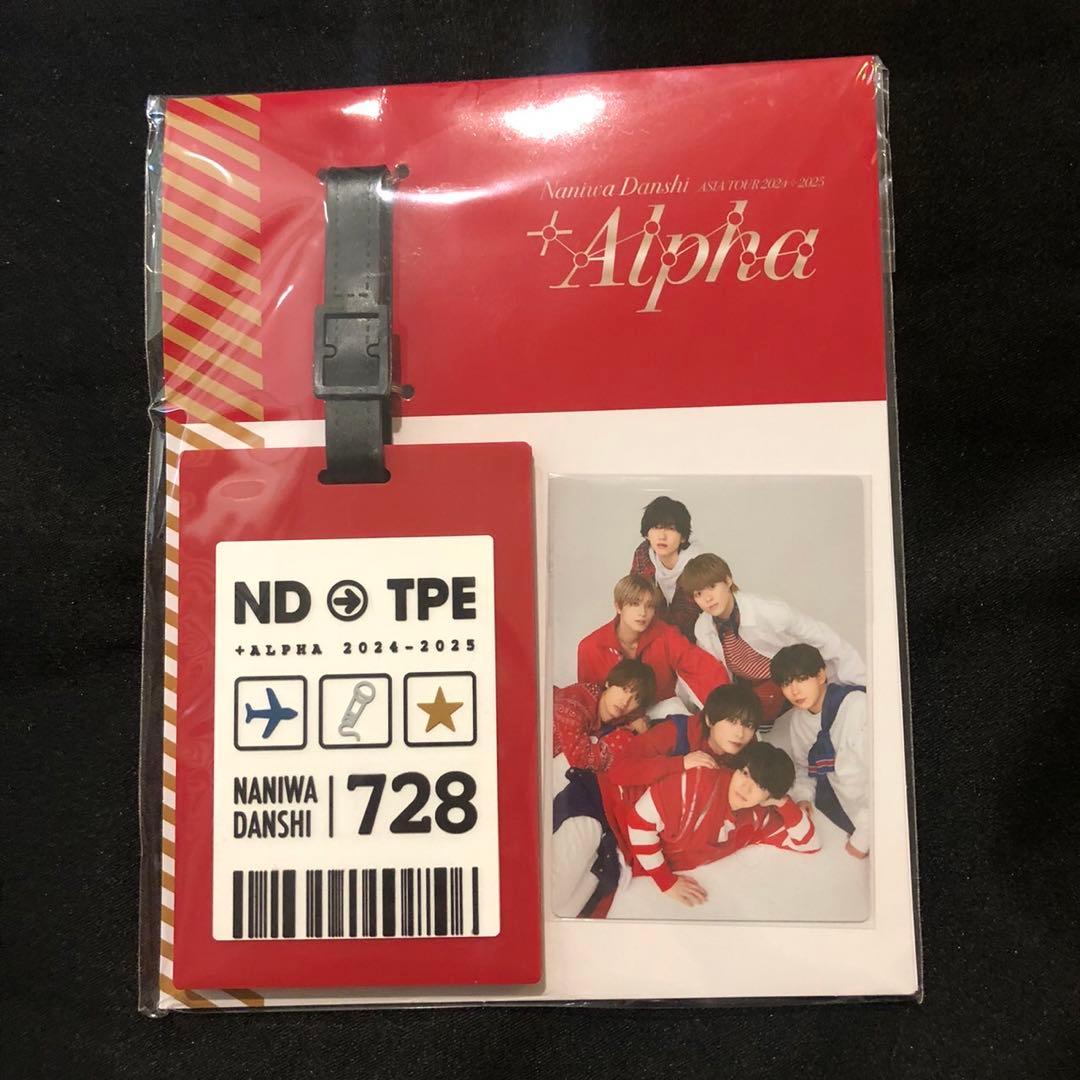 Naniwa Danshi ASIA TOUR 2024+2025
+Alpha
ND → TPE
+ALPHA 2024-2025
NANIWA DANSHI | 728